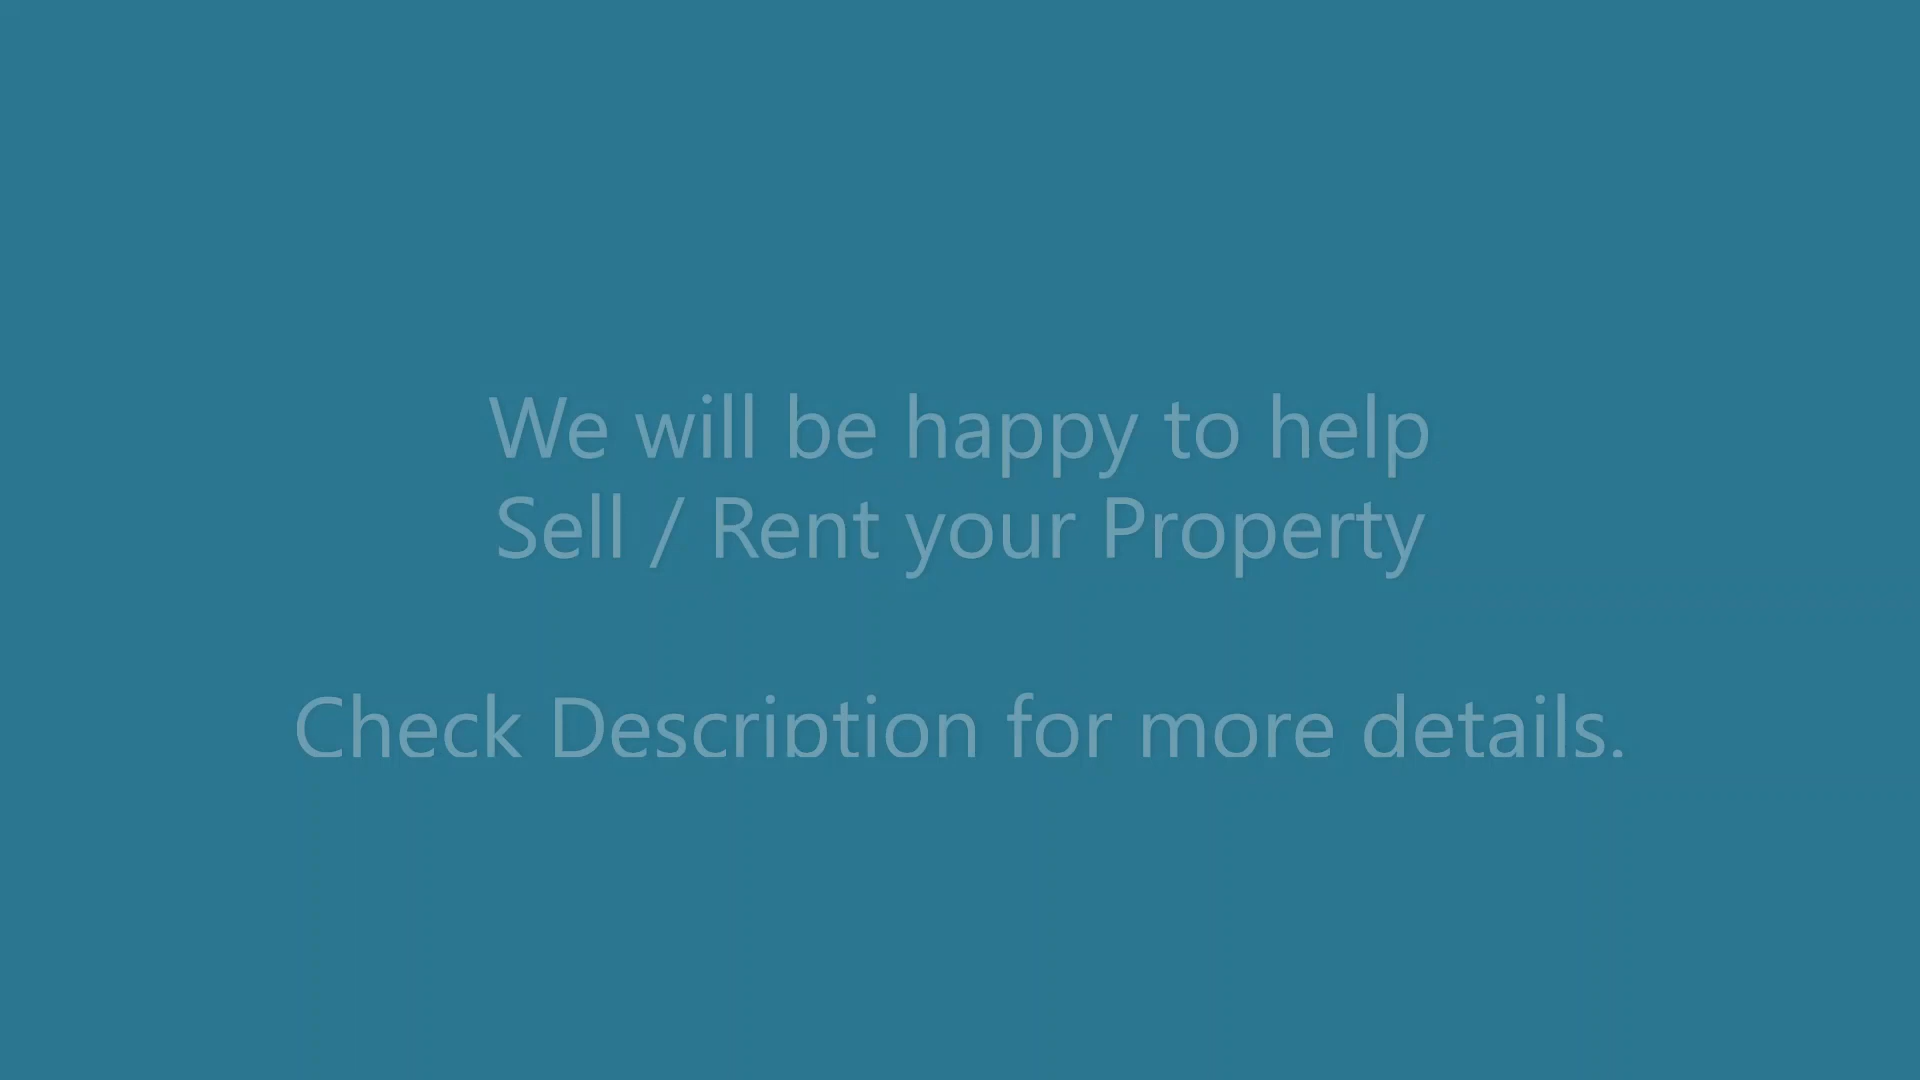 We will be happy to help
Sell / Rent your Property
Check Description for more details.